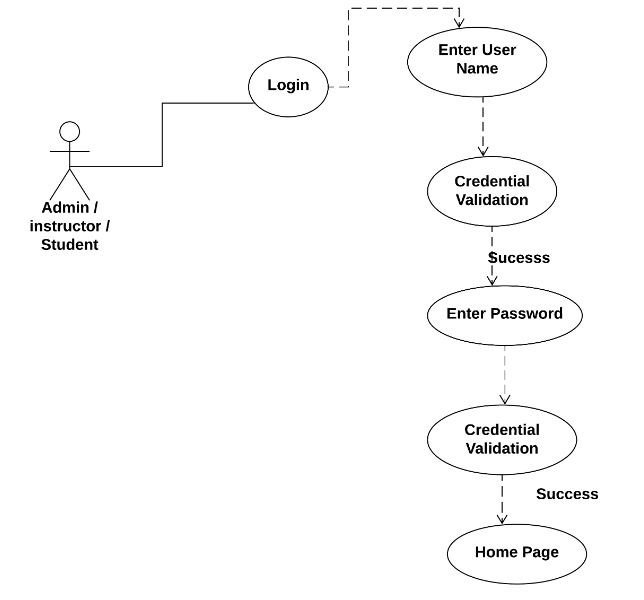 Enter User
Name
Login
Credential
Validation
Admin /
instructor /
Student
Sucesss
Enter Password
Credential
Validation
Success
Home Page